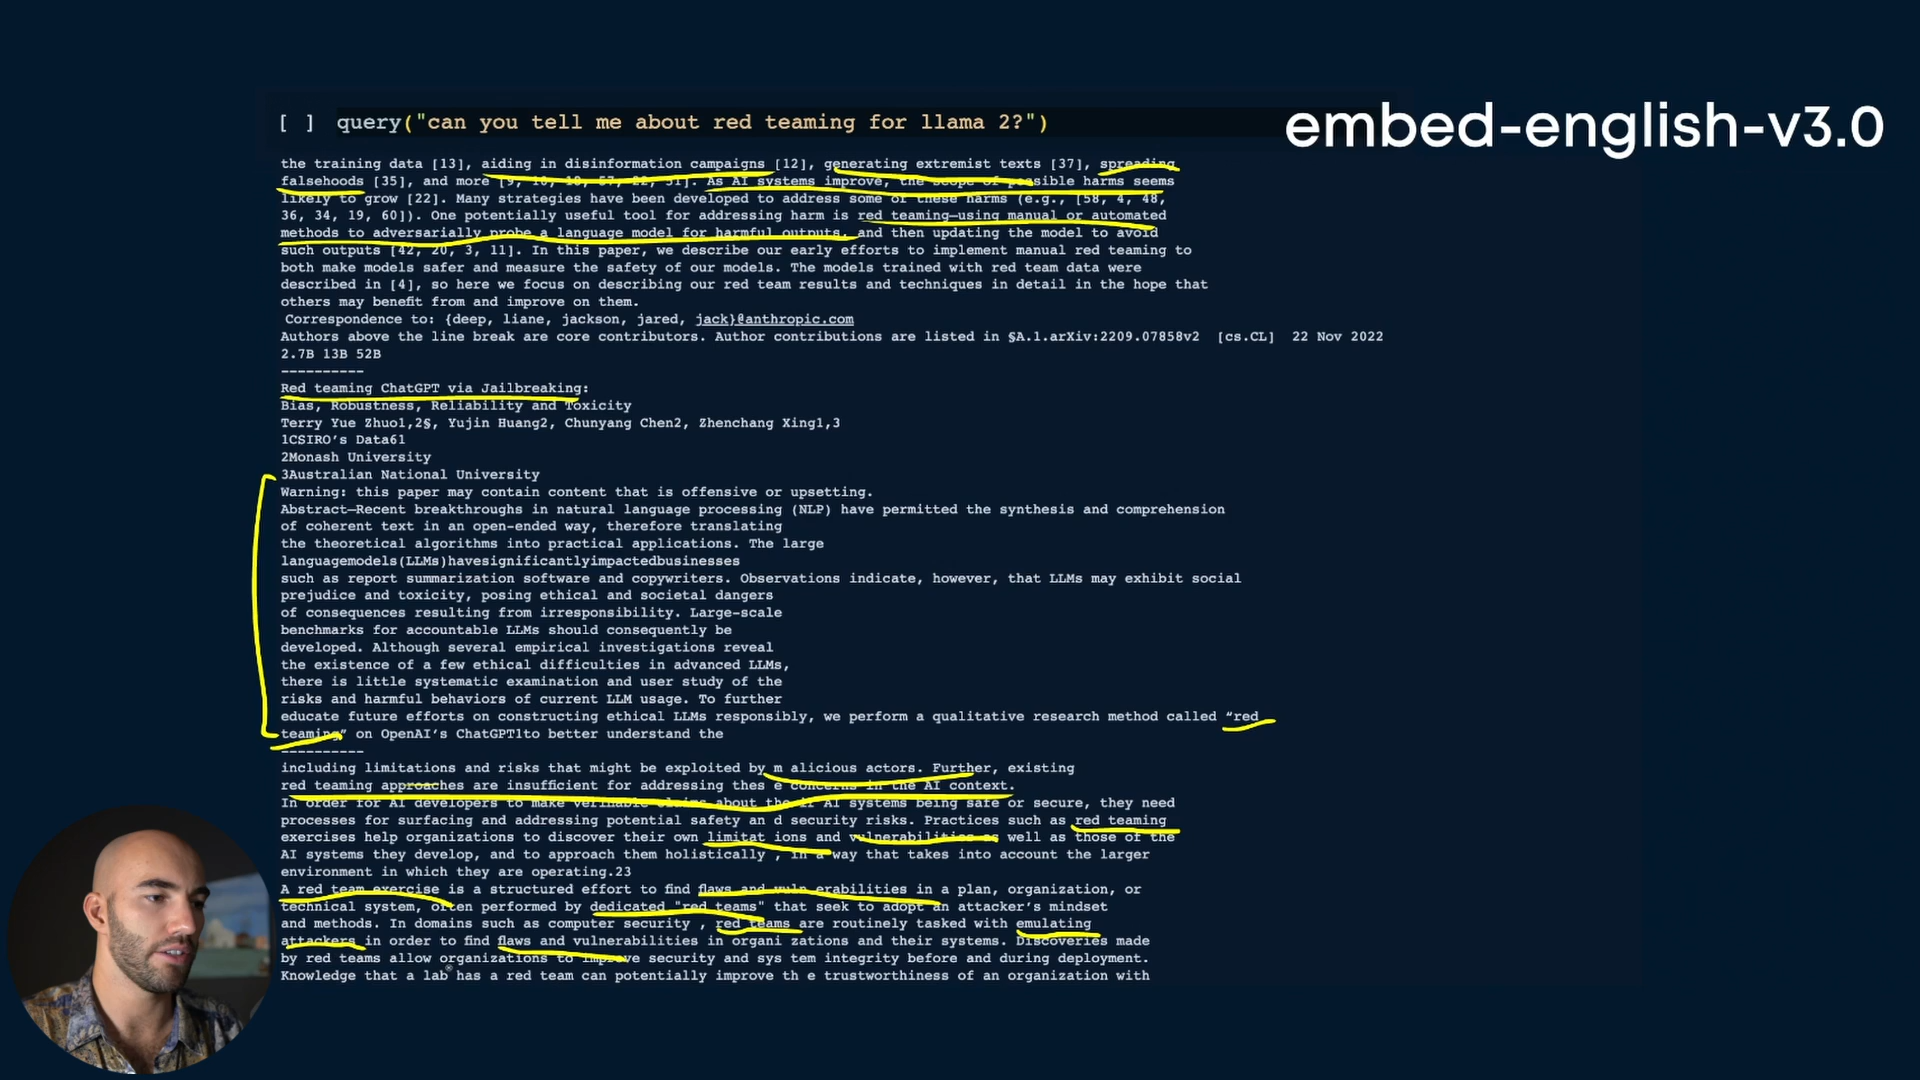 [ ] query("can you tell me about red teaming for llama 2?")
embed-english-v3.0
the training data [13], aiding in disinformation campaigns [12], generating extremist texts [37], spreading
falsehoods [35], and more [9, 10, 18, 57, 22, 51]. As AI systems improve, the scope of possible harms seems
likely to grow [22]. Many strategies have been developed to address some of these harms (e.g., [58, 4, 48,
36, 34, 19, 60]). One potentially useful tool for addressing harm is red teaming—using manual or automated
methods to adversarially probe a language model for harmful outputs, and then updating the model to avoid
such outputs [42, 20, 3, 11]. In this paper, we describe our early efforts to implement manual red teaming to
both make models safer and measure the safety of our models. The models trained with red team data were
described in [4], so here we focus on describing our red team results and techniques in detail in the hope that
others may benefit from and improve on them.
Correspondence to: {deep, liane, jackson, jared, jack}@anthropic.com
Authors above the line break are core contributors. Author contributions are listed in §A.1.arXiv:2209.07858v2 [cs.CL] 22 Nov 2022
2.7B 13B 52B
----------
Red teaming ChatGPT via Jailbreaking:
Bias, Robustness, Reliability and Toxicity
Terry Yue Zhuo1,2§, Yujin Huang2, Chunyang Chen2, Zhenchang Xing1,3
1CSIRO's Data61
2Monash University
3Australian National University
Warning: this paper may contain content that is offensive or upsetting.
Abstract—Recent breakthroughs in natural language processing (NLP) have permitted the synthesis and comprehension
of coherent text in an open-ended way, therefore translating
the theoretical algorithms into practical applications. The large
languagemodels(LLMs)havesignificantlyimpactedbusinesses
such as report summarization software and copywriters. Observations indicate, however, that LLMs may exhibit social
prejudice and toxicity, posing ethical and societal dangers
of consequences resulting from irresponsibility. Large-scale
benchmarks for accountable LLMs should consequently be
developed. Although several empirical investigations reveal
the existence of a few ethical difficulties in advanced LLMs,
there is little systematic examination and user study of the
risks and harmful behaviors of current LLM usage. To further
educate future efforts on constructing ethical LLMs responsibly, we perform a qualitative research method called “red
teaming” on OpenAI's ChatGPT1to better understand the
----------
including limitations and risks that might be exploited by m alicious actors. Further, existing
red teaming approaches are insufficient for addressing thes e concerns in the AI context.
In order for AI developers to make verifiable claims about the ir AI systems being safe or secure, they need
processes for surfacing and addressing potential safety an d security risks. Practices such as red teaming
exercises help organizations to discover their own limitat ions and vulnerabilities as well as those of the
AI systems they develop, and to approach them holistically , in a way that takes into account the larger
environment in which they are operating.23
A red team exercise is a structured effort to find flaws and vuln erabilities in a plan, organization, or
technical system, often performed by dedicated "red teams" that seek to adopt an attacker's mindset
and methods. In domains such as computer security , red teams are routinely tasked with emulating
attackers in order to find flaws and vulnerabilities in organi zations and their systems. Discoveries made
by red teams allow organizations to improve security and sys tem integrity before and during deployment.
Knowledge that a lab has a red team can potentially improve th e trustworthiness of an organization with